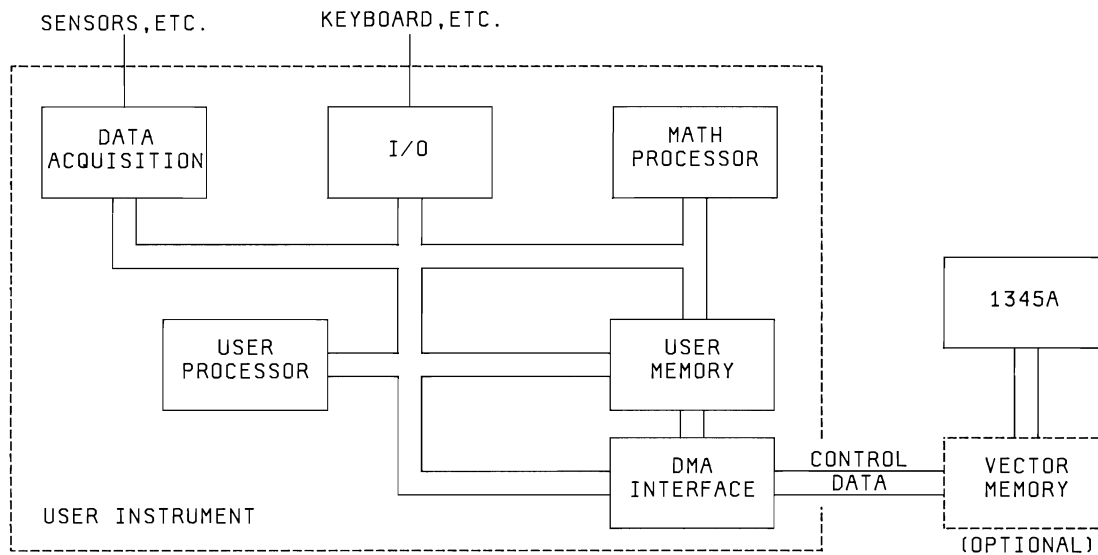 SENSORS,ETC.
KEYBOARD,ETC.
DATA
ACQUISITION
I/O
MATH
PROCESSOR
1345A
USER
PROCESSOR
USER
MEMORY
DMA
INTERFACE
CONTROL
DATA
VECTOR
MEMORY
(OPTIONAL)
USER INSTRUMENT